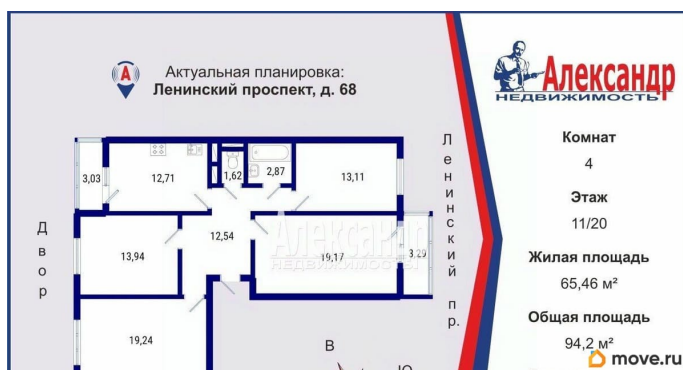 Актуальная планировка:
Ленинский проспект, д. 68
Александр
НЕДВИЖИМОСТЬ
Комнат
4
Этаж
11/20
Жилая площадь
65,46 м²
Общая площадь
94,2 м²
Двор
Ленинский пр.
3,03
12,71
1,62
2,87
13,11
13,94
12,54
19,17
3,29
19,24
Александр
НЕДВИЖИМОСТЬ
А
В
Ю
move.ru